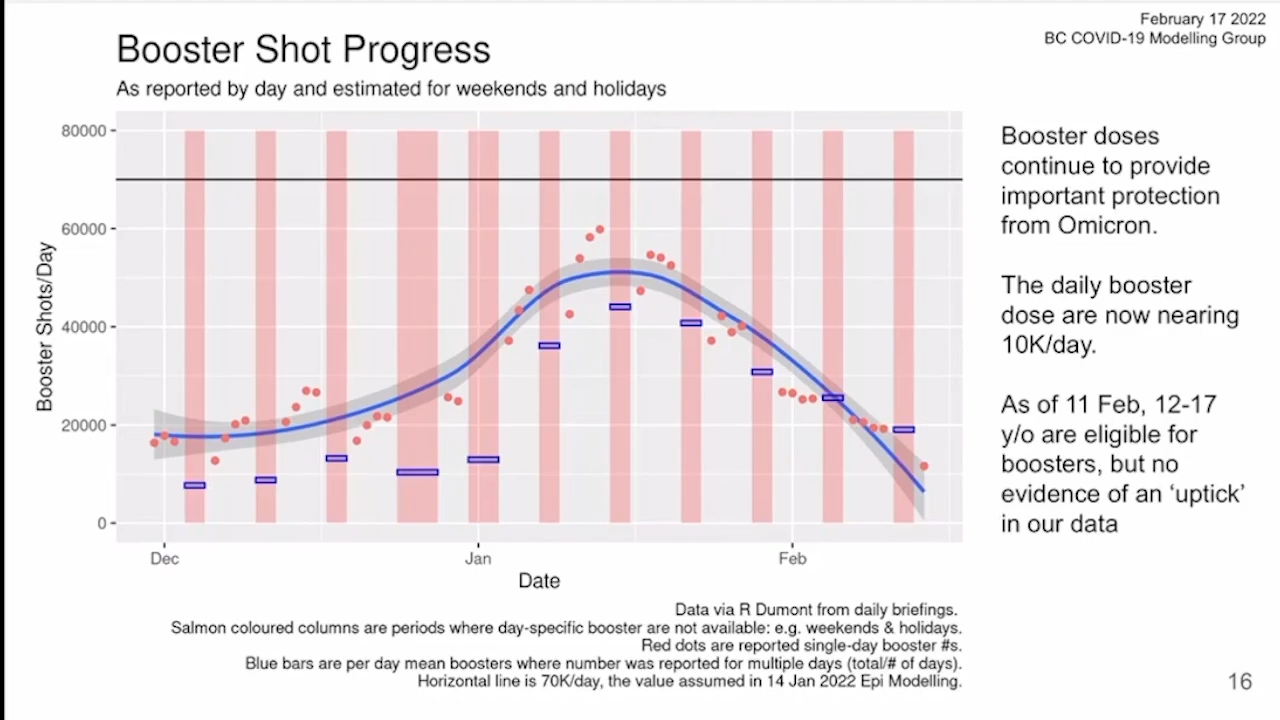 February 17 2022
BC COVID-19 Modelling Group
Booster Shot Progress
As reported by day and estimated for weekends and holidays
80000
60000
40000
20000
0
Booster Shots/Day
Dec
Jan
Feb
Date
Booster doses
continue to provide
important protection
from Omicron.
The daily booster
dose are now nearing
10K/day.
As of 11 Feb, 12-17
y/o are eligible for
boosters, but no
evidence of an ‘uptick’
in our data
Data via R Dumont from daily briefings.
Salmon coloured columns are periods where day-specific booster are not available: e.g. weekends & holidays.
Red dots are reported single-day booster #s.
Blue bars are per day mean boosters where number was reported for multiple days (total/# of days).
Horizontal line is 70K/day, the value assumed in 14 Jan 2022 Epi Modelling.
16